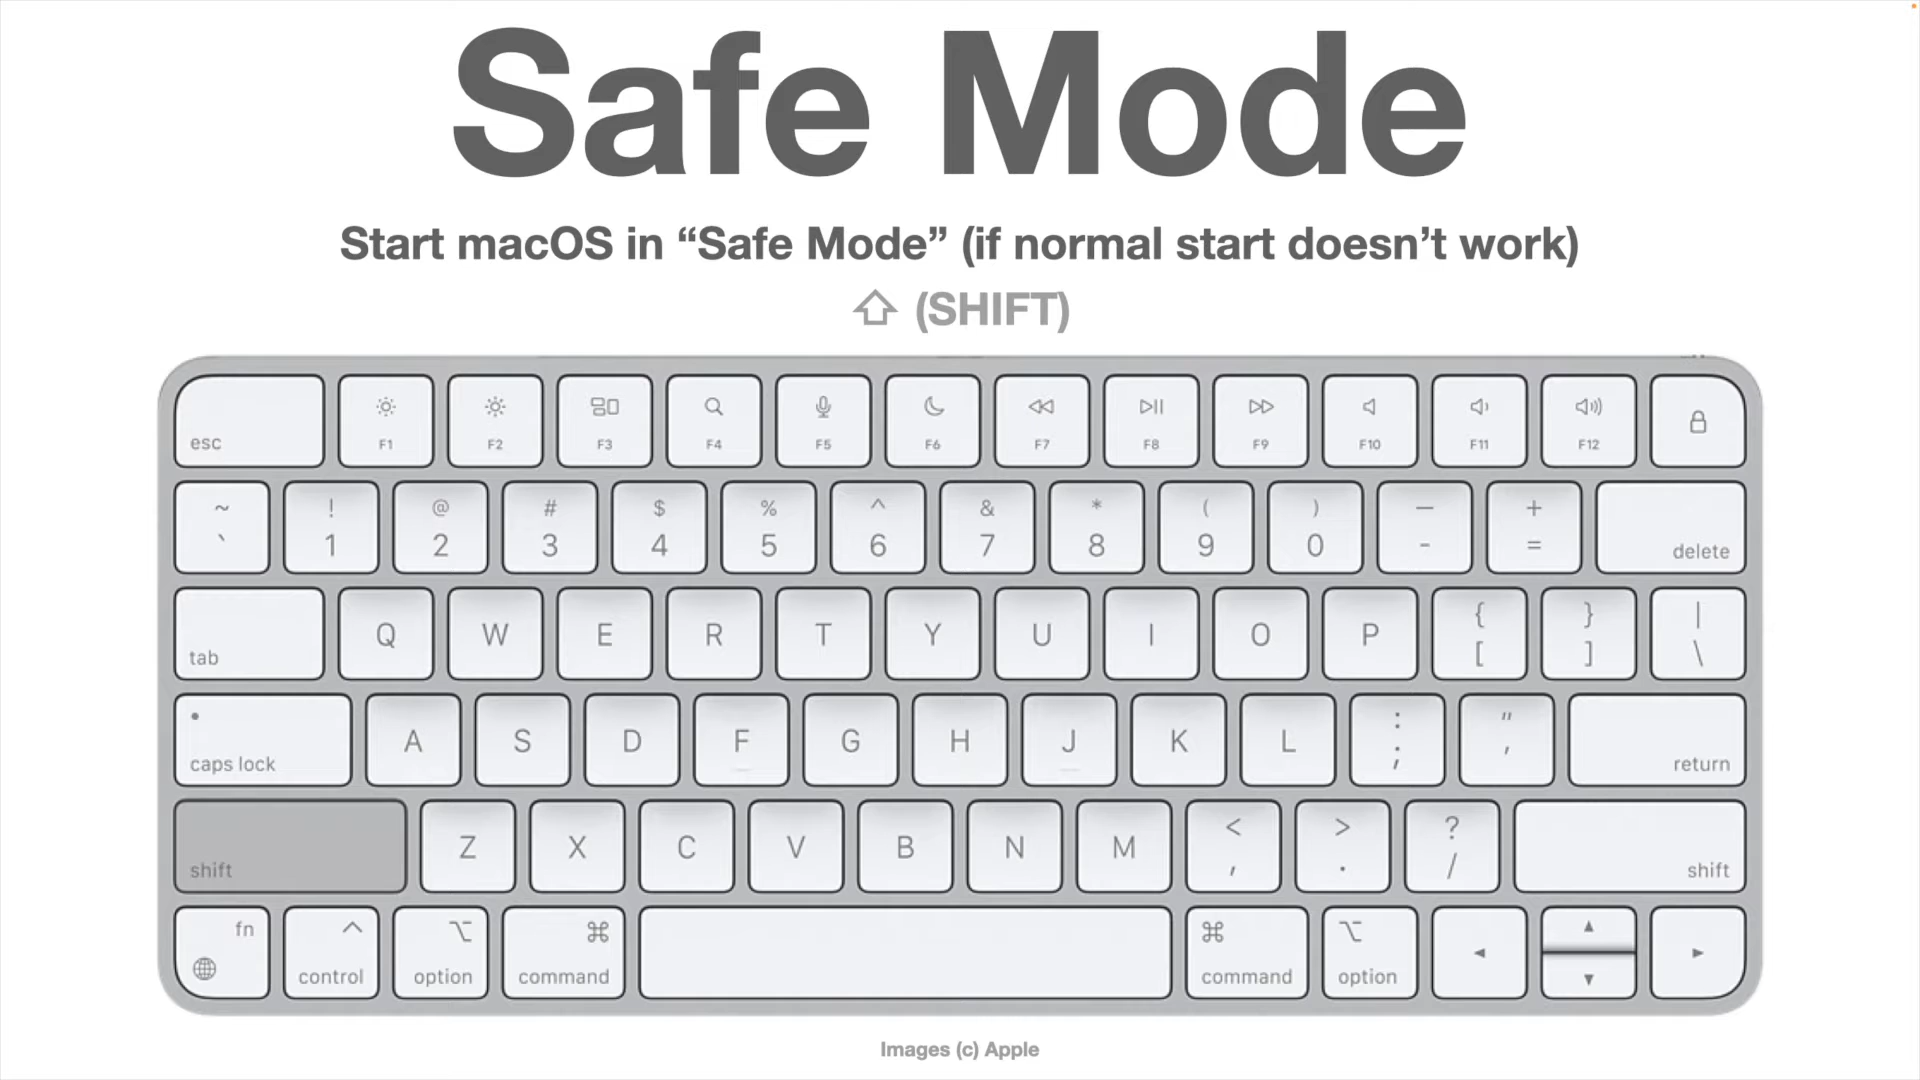 Safe Mode
Start macOS in “Safe Mode” (if normal start doesn’t work)
⇧ (SHIFT)
esc F1 F2 F3 F4 F5 F6 F7 F8 F9 F10 F11 F12
~ ! @ # $ % ^ & * ( ) — +
` 1 2 3 4 5 6 7 8 9 0 - = delete
tab Q W E R T Y U I O P { [ } ] | \
caps lock A S D F G H J K L : ; " ' return
shift Z X C V B N M < , > . ? / shift
fn ^ ⌥ ⌘ ⌘ ⌥ ◄ ▲ ►
control option command command option ▼
Images (c) Apple